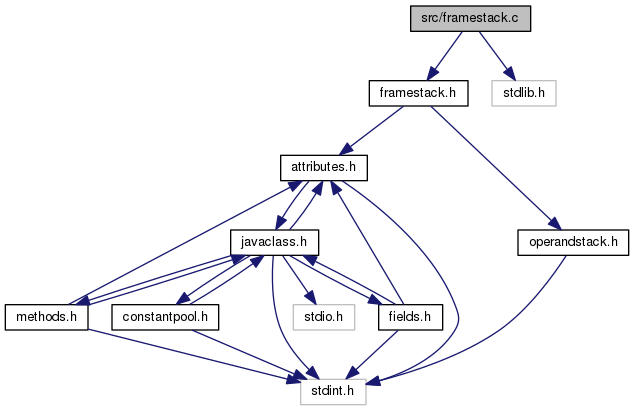 src/framestack.c
framestack.h
stdlib.h
attributes.h
javaclass.h
operandstack.h
methods.h
constantpool.h
stdio.h
fields.h
stdint.h